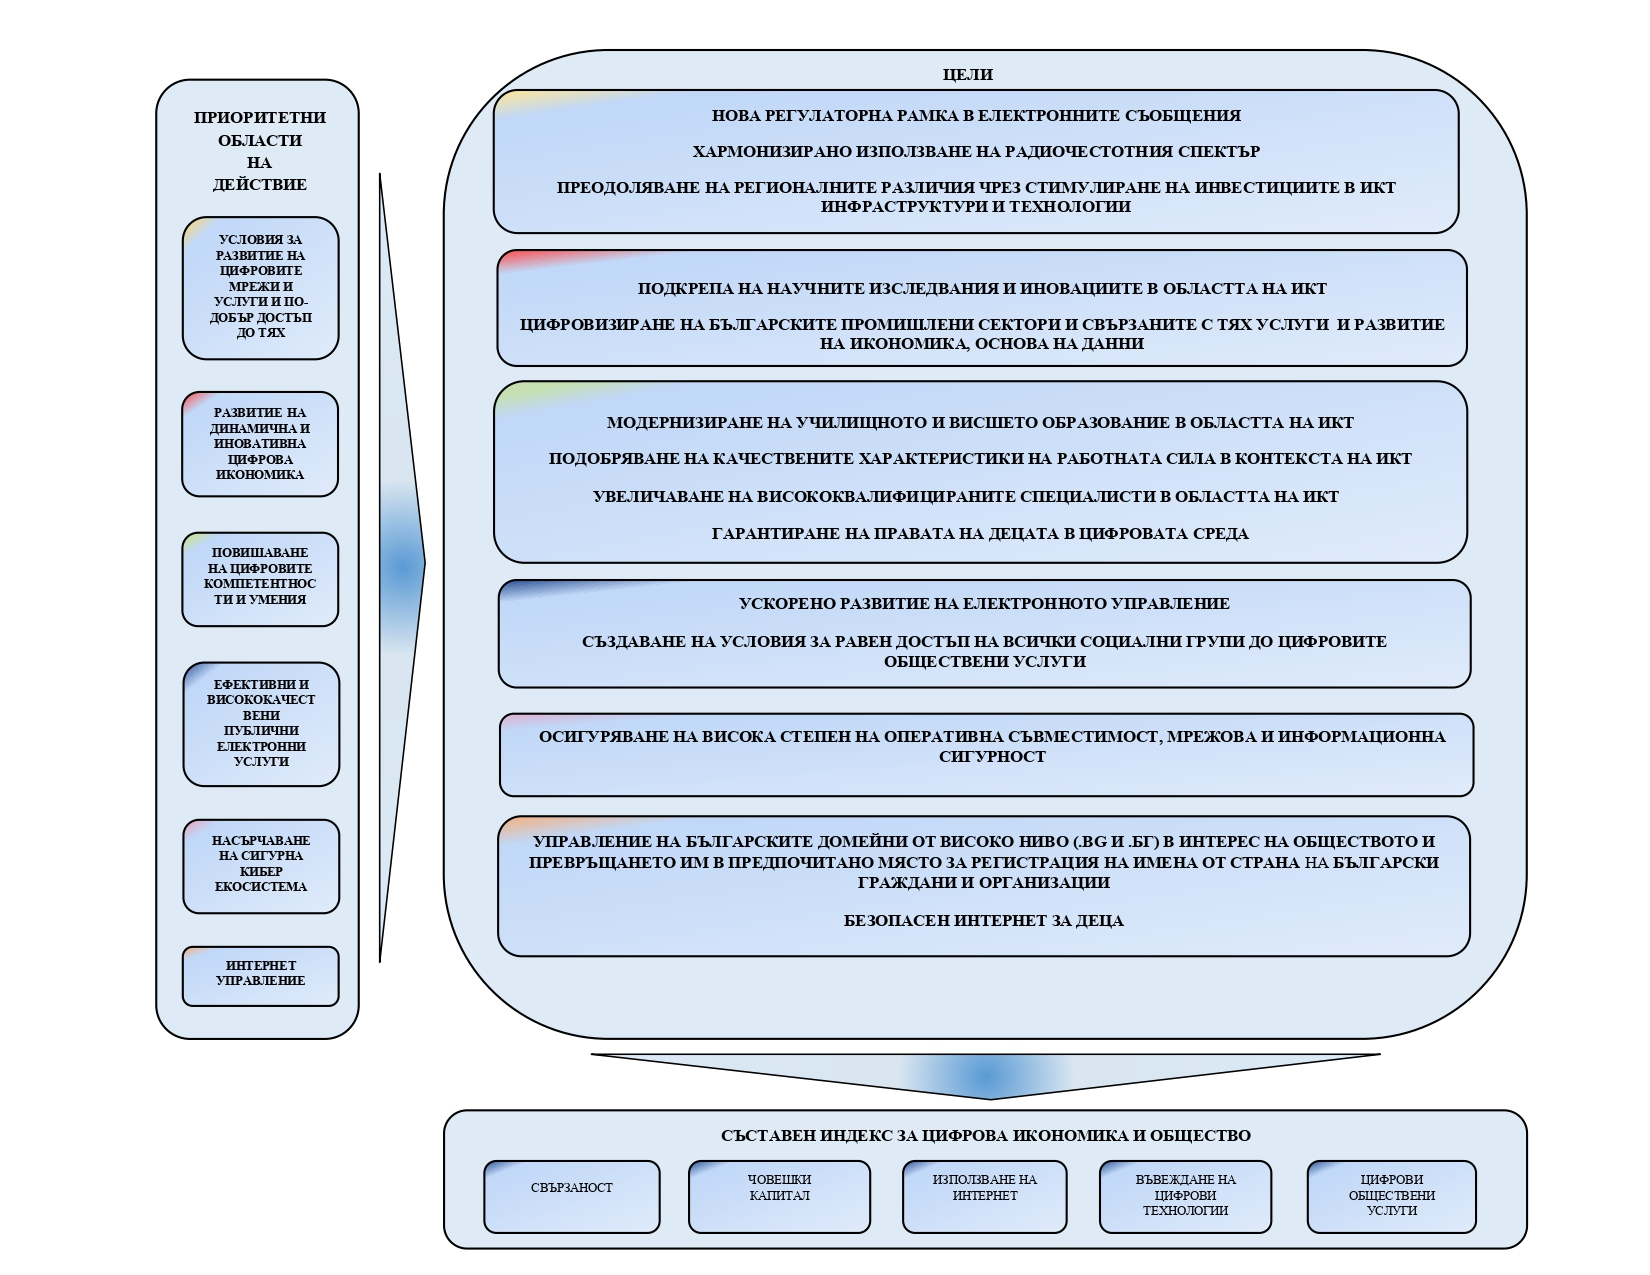 ПРИОРИТЕТНИ
ОБЛАСТИ
НА
ДЕЙСТВИЕ
УСЛОВИЯ ЗА
РАЗВИТИЕ НА
ЦИФРОВИТЕ
МРЕЖИ И
УСЛУГИ И ПО-
ДОБЪР ДОСТЪП
ДО ТЯХ
РАЗВИТИЕ НА
ДИНАМИЧНА И
ИНОВАТИВНА
ЦИФРОВА
ИКОНОМИКА
ПОВИШАВАНЕ
НА ЦИФРОВИТЕ
КОМПЕТЕНТНОС
ТИ И УМЕНИЯ
ЕФЕКТИВНИ И
ВИСОКОКАЧЕСТ
ВЕНИ
ПУБЛИЧНИ
ЕЛЕКТРОННИ
УСЛУГИ
НАСЪРЧАВАНЕ
НА СИГУРНА
КИБЕР
ЕКОСИСТЕМА
ИНТЕРНЕТ
УПРАВЛЕНИЕ
ЦЕЛИ
НОВА РЕГУЛАТОРНА РАМКА В ЕЛЕКТРОННИТЕ СЪОБЩЕНИЯ
ХАРМОНИЗИРАНО ИЗПОЛЗВАНЕ НА РАДИОЧЕСТОТНИЯ СПЕКТЪР
ПРЕОДОЛЯВАНЕ НА РЕГИОНАЛНИТЕ РАЗЛИЧИЯ ЧРЕЗ СТИМУЛИРАНЕ НА ИНВЕСТИЦИИТЕ В ИКТ
ИНФРАСТРУКТУРИ И ТЕХНОЛОГИИ
ПОДКРЕПА НА НАУЧНИТЕ ИЗСЛЕДВАНИЯ И ИНОВАЦИИТЕ В ОБЛАСТТА НА ИКТ
ЦИФРОВИЗИРАНЕ НА БЪЛГАРСКИТЕ ПРОМИШЛЕНИ СЕКТОРИ И СВЪРЗАНИТЕ С ТЯХ УСЛУГИ  И РАЗВИТИЕ
НА ИКОНОМИКА, ОСНОВА НА ДАННИ
МОДЕРНИЗИРАНЕ НА УЧИЛИЩНОТО И ВИСШЕТО ОБРАЗОВАНИЕ В ОБЛАСТТА НА ИКТ
ПОДОБРЯВАНЕ НА КАЧЕСТВЕНИТЕ ХАРАКТЕРИСТИКИ НА РАБОТНАТА СИЛА В КОНТЕКСТА НА ИКТ
УВЕЛИЧАВАНЕ НА ВИСОКОКВАЛИФИЦИРАНИТЕ СПЕЦИАЛИСТИ В ОБЛАСТТА НА ИКТ
ГАРАНТИРАНЕ НА ПРАВАТА НА ДЕЦАТА В ЦИФРОВАТА СРЕДА
УСКОРЕНО РАЗВИТИЕ НА ЕЛЕКТРОННОТО УПРАВЛЕНИЕ
СЪЗДАВАНЕ НА УСЛОВИЯ ЗА РАВЕН ДОСТЪП НА ВСИЧКИ СОЦИАЛНИ ГРУПИ ДО ЦИФРОВИТЕ
ОБЩЕСТВЕНИ УСЛУГИ
ОСИГУРЯВАНЕ НА ВИСОКА СТЕПЕН НА ОПЕРАТИВНА СЪВМЕСТИМОСТ, МРЕЖОВА И ИНФОРМАЦИОННА
СИГУРНОСТ
УПРАВЛЕНИЕ НА БЪЛГАРСКИТЕ ДОМЕЙНИ ОТ ВИСОКО НИВО (.BG И .БГ) В ИНТЕРЕС НА ОБЩЕСТВОТО И
ПРЕВРЪЩАНЕТО ИМ В ПРЕДПОЧИТАНО МЯСТО ЗА РЕГИСТРАЦИЯ НА ИМЕНА ОТ СТРАНА НА БЪЛГАРСКИ
ГРАЖДАНИ И ОРГАНИЗАЦИИ
БЕЗОПАСЕН ИНТЕРНЕТ ЗА ДЕЦА
СЪСТАВЕН ИНДЕКС ЗА ЦИФРОВА ИКОНОМИКА И ОБЩЕСТВО
СВЪРЗАНОСТ
ЧОВЕШКИ
КАПИТАЛ
ИЗПОЛЗВАНЕ НА
ИНТЕРНЕТ
ВЪВЕЖДАНЕ НА
ЦИФРОВИ
ТЕХНОЛОГИИ
ЦИФРОВИ
ОБЩЕСТВЕНИ
УСЛУГИ